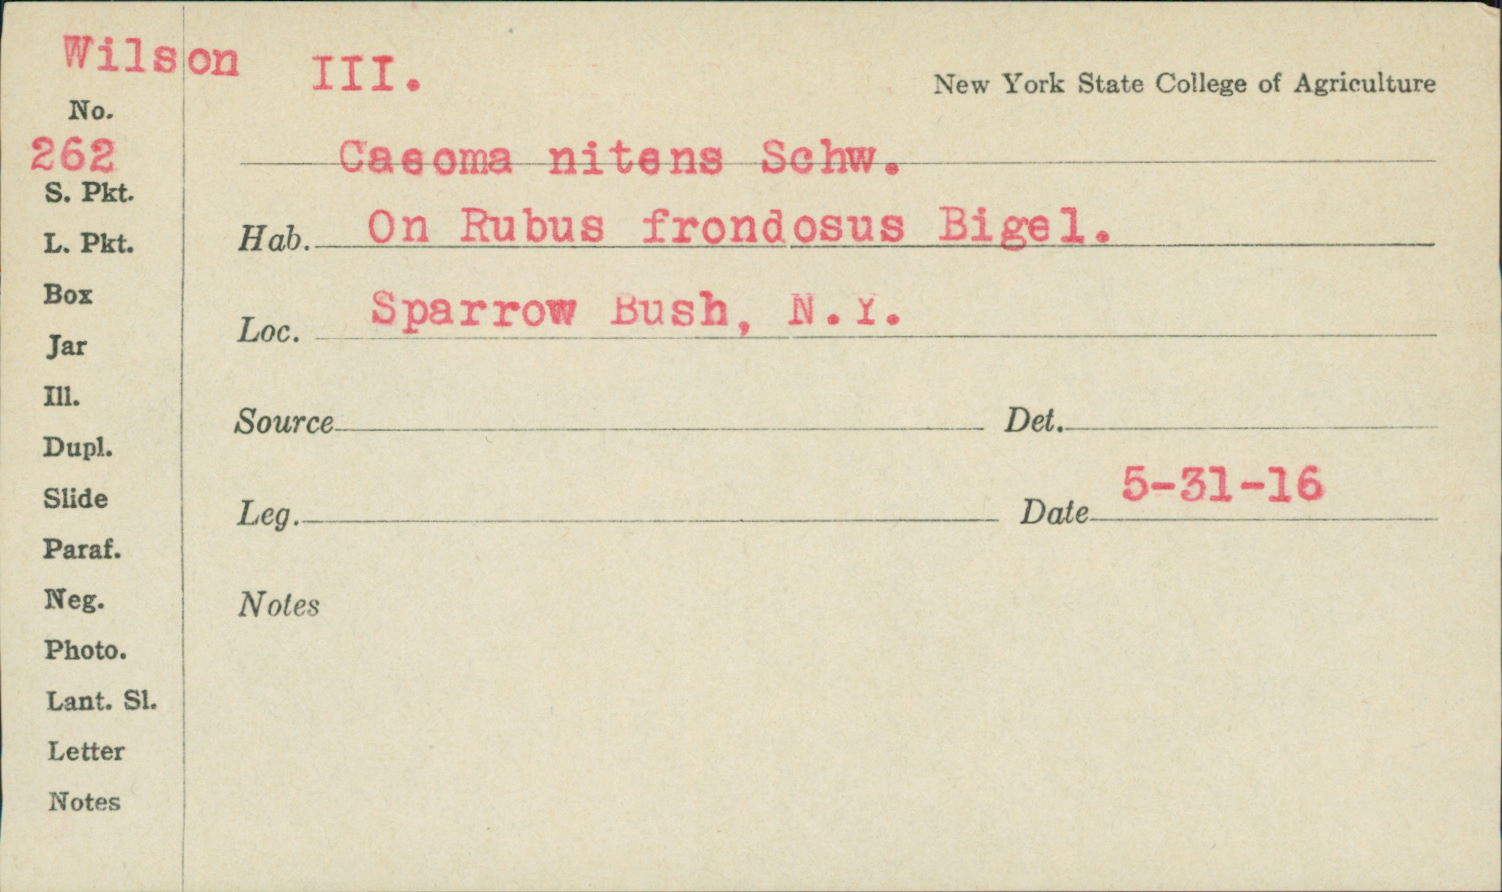 Wilson III.
New York State College of Agriculture
No.
262
Caeoma nitens Schw.
S. Pkt.
Hab. On Rubus frondosus Bigel.
L. Pkt.
Box
Loc. Sparrow Bush, N.Y.
Jar
Ill.
Source
Det.
Dupl.
Slide
Leg.
Date 5-31-16
Paraf.
Neg.
Notes
Photo.
Lant. Sl.
Letter
Notes